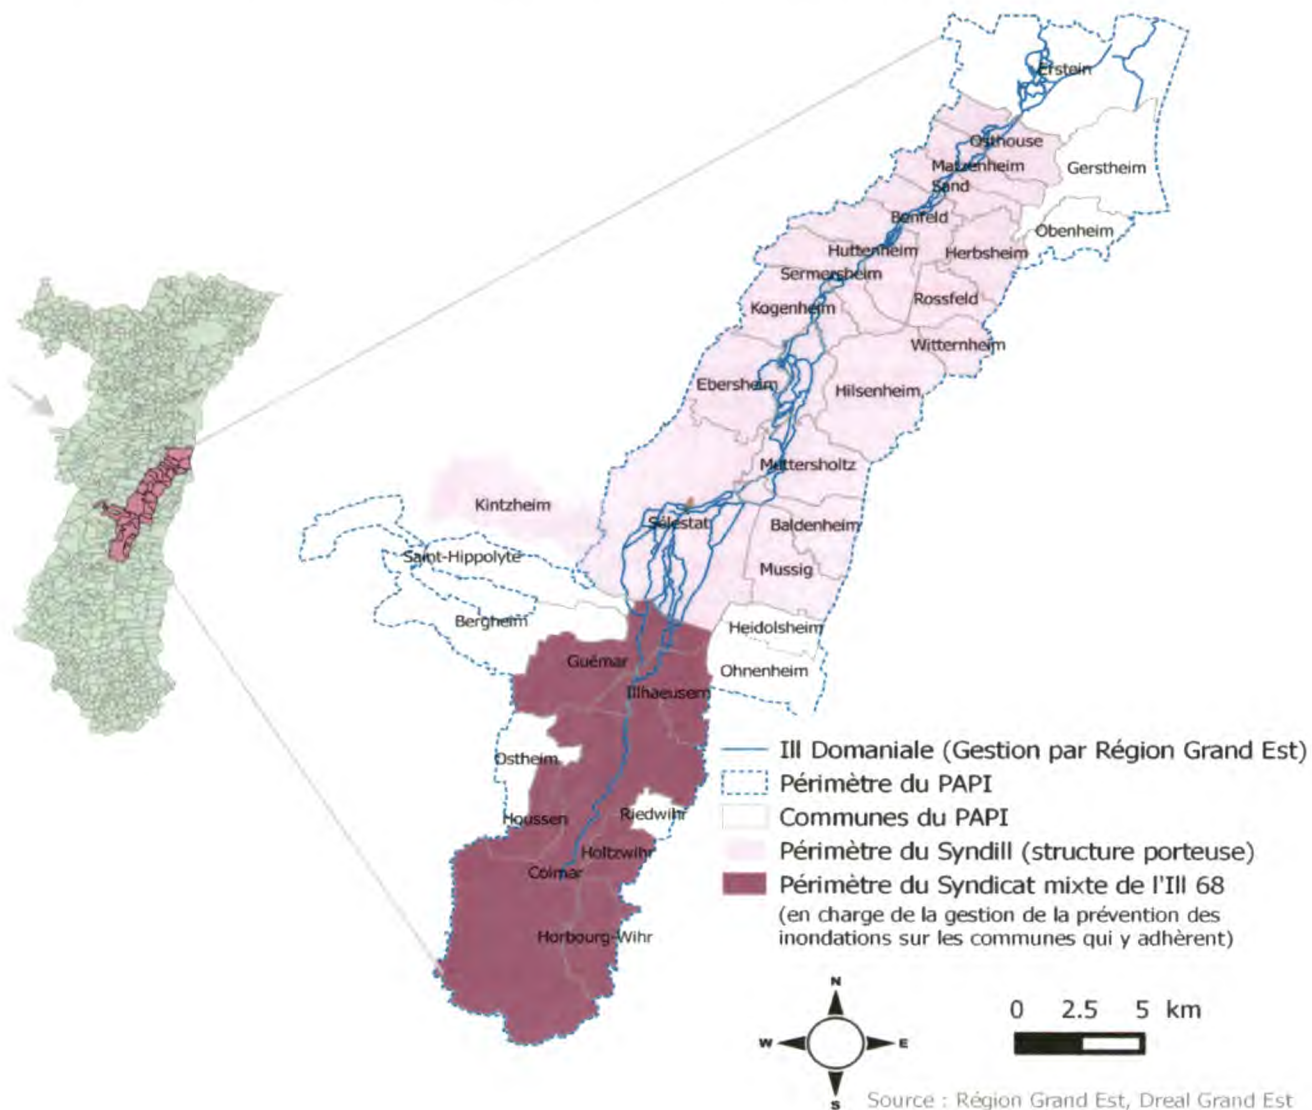 Erstein
Osthouse
Matzenheim
Gerstheim
Sand
Benfeld
Obenheim
Huttenheim
Herbsheim
Sermersheim
Rossfeld
Kogenheim
Witternheim
Ebersheim
Hilsenheim
Muttersholtz
Kintzheim
Sélestat
Baldenheim
Saint-Hippolyte
Mussig
Bergheim
Heidolsheim
Guémar
Ohnenheim
Illhaeusern
Ostheim
Riedwihr
Houssen
Holtzwihr
Colmar
Horbourg-Wihr
Ill Domaniale (Gestion par Région Grand Est)
Périmètre du PAPI
Communes du PAPI
Périmètre du Syndill (structure porteuse)
Périmètre du Syndicat mixte de l'Ill 68
(en charge de la gestion de la prévention des
inondations sur les communes qui y adhèrent)
N
W E
S
0 2.5 5 km
Source : Région Grand Est, Dreal Grand Est